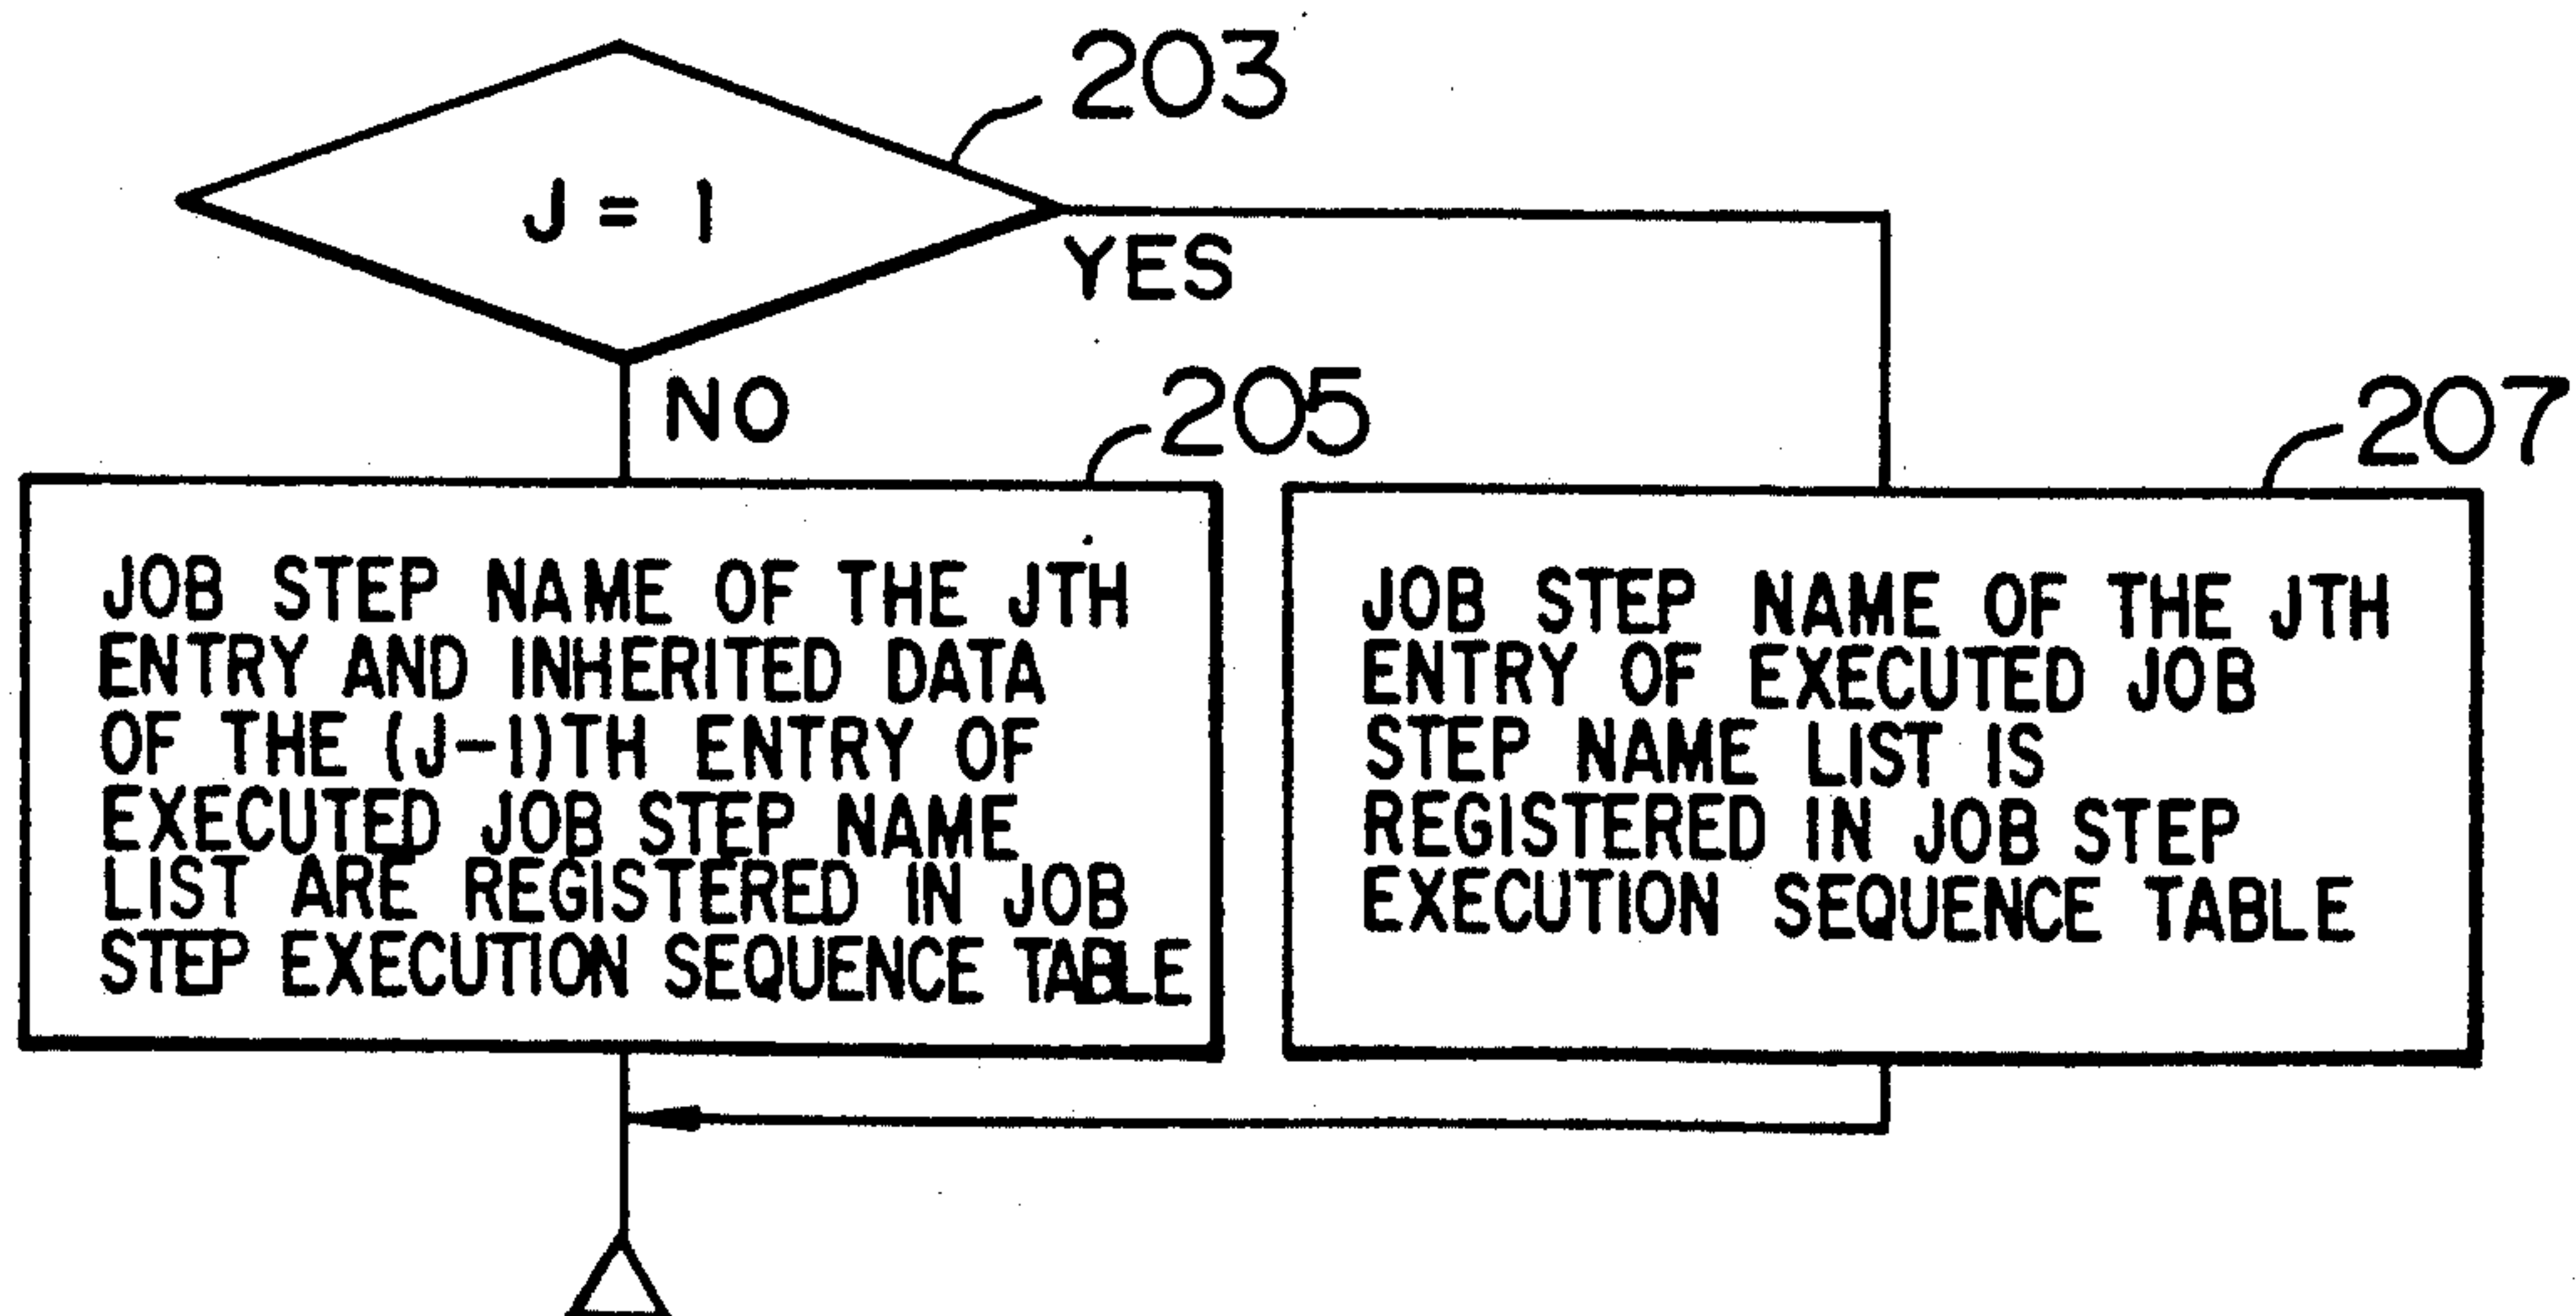 203
J = 1
YES
NO
205
207
JOB STEP NAME OF THE JTH
ENTRY AND INHERITED DATA
OF THE (J-1)TH ENTRY OF
EXECUTED JOB STEP NAME
LIST ARE REGISTERED IN JOB
STEP EXECUTION SEQUENCE TABLE
JOB STEP NAME OF THE JTH
ENTRY OF EXECUTED JOB
STEP NAME LIST IS
REGISTERED IN JOB STEP
EXECUTION SEQUENCE TABLE